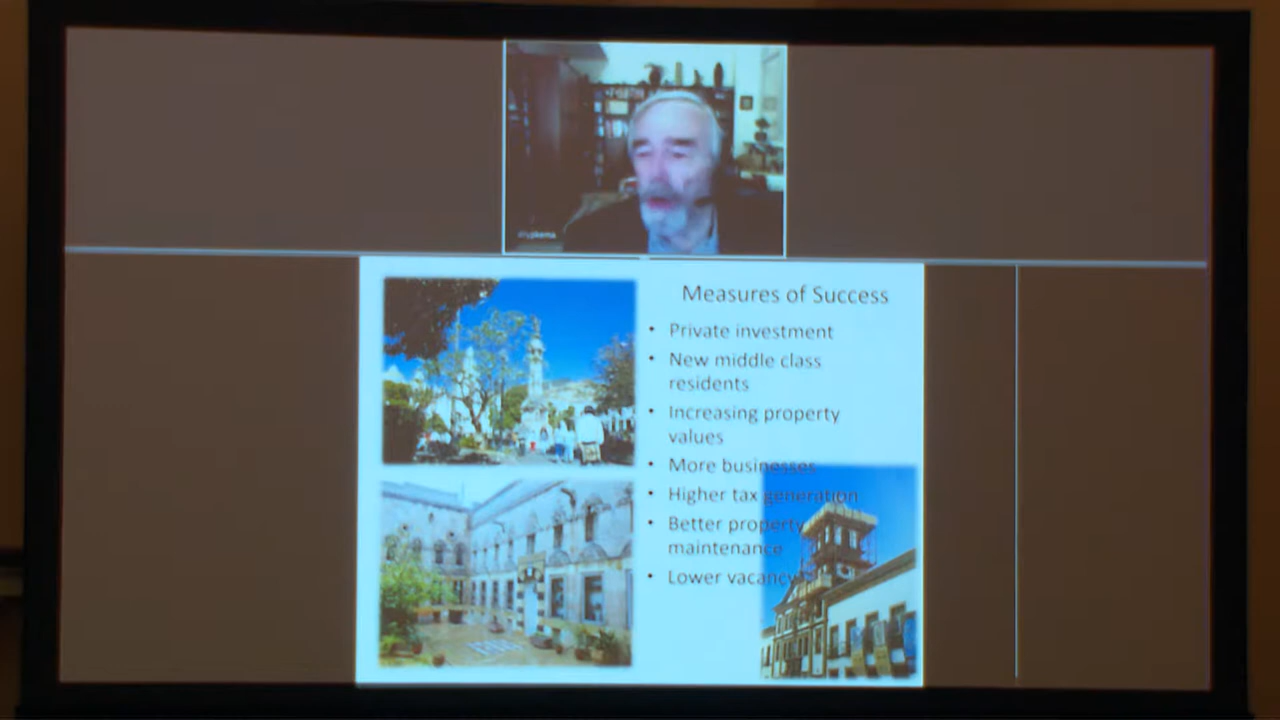 Measures of Success
• Private investment
• New middle class
residents
• Increasing property
values
• More businesses
• Higher tax generation
• Better property
maintenance
• Lower vacancy